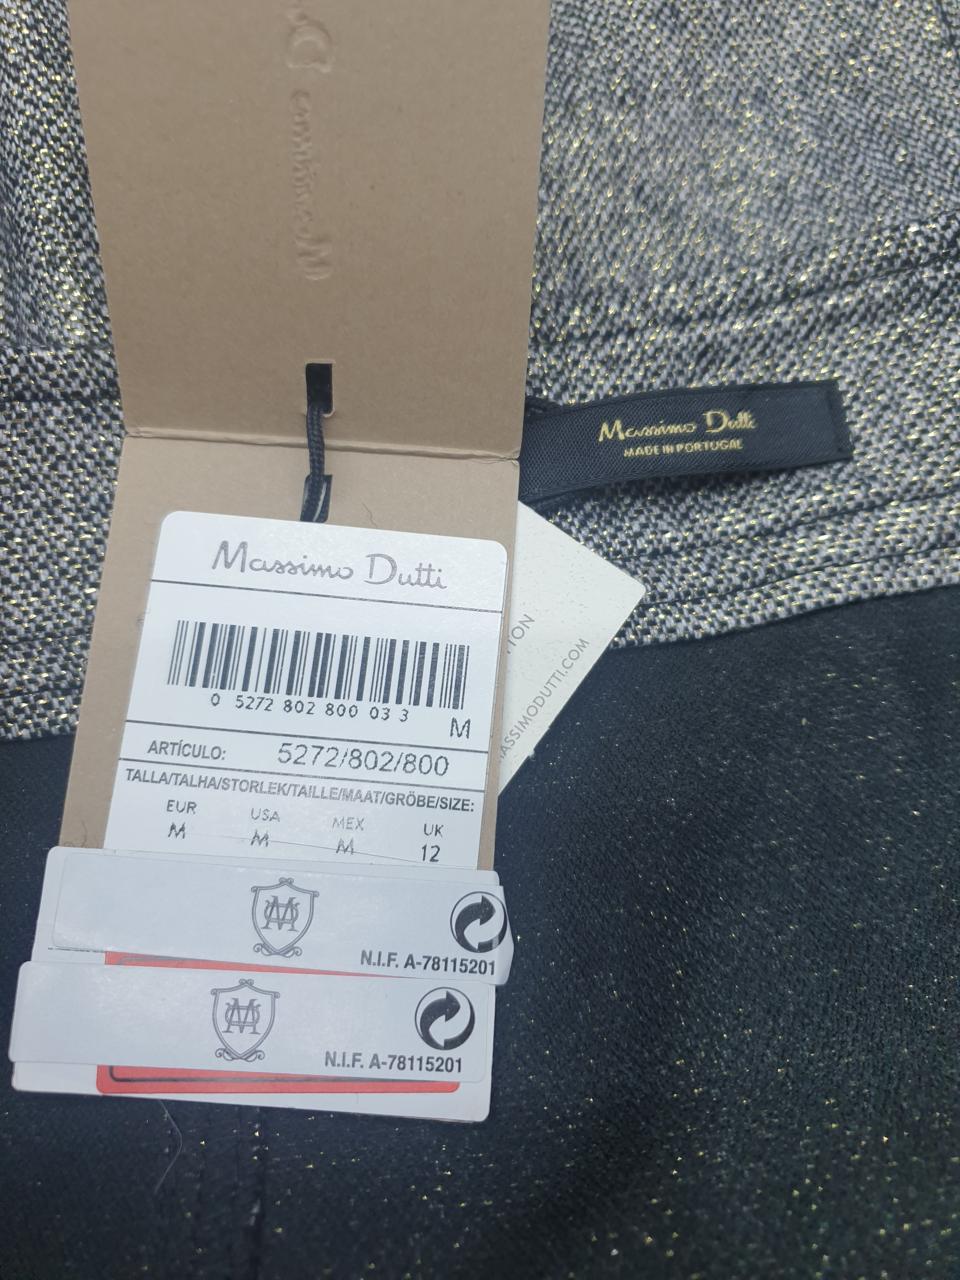 Massimo Dutti
MADE IN PORTUGAL
Massimo Dutti
0 5272 802 800 03 3
M
ARTÍCULO: 5272/802/800
TALLA/TALHA/STORLEK/TAILLE/MAAT/GRÖBE/SIZE:
EUR USA MEX UK
M M M 12
N.I.F. A-78115201
N.I.F. A-78115201
TION
MASSIMODUTTI.COM